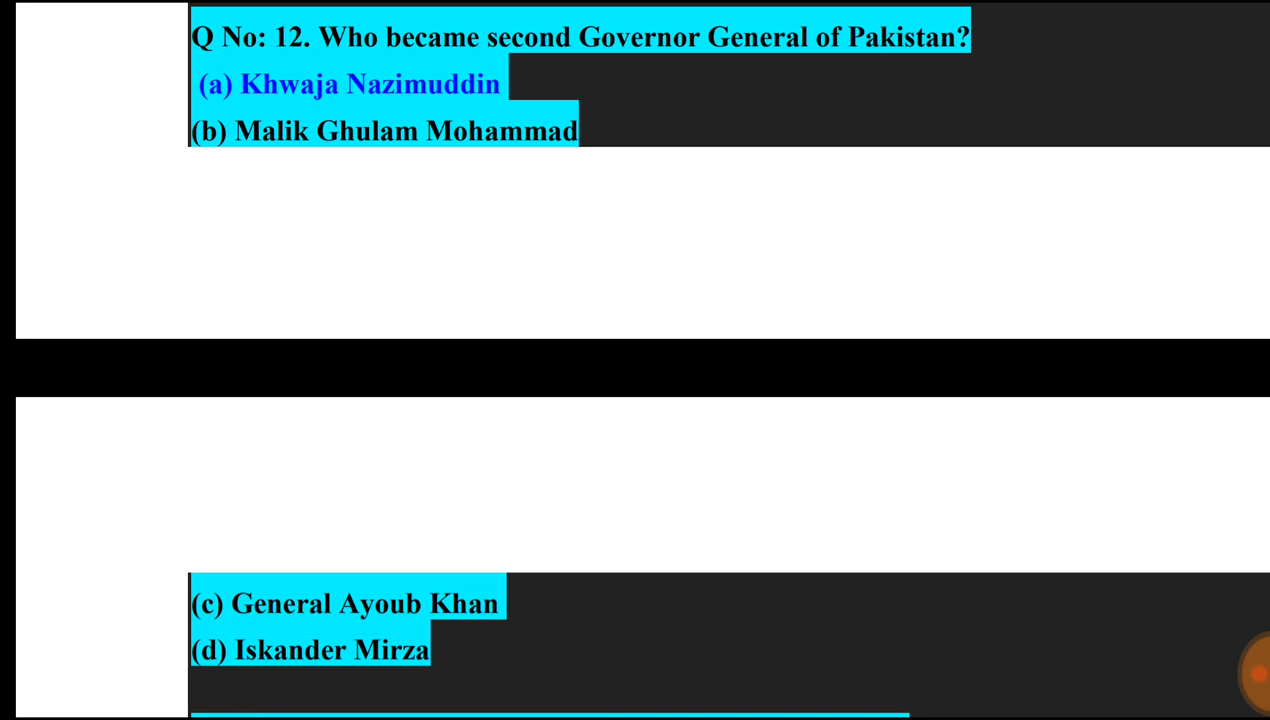 Q No: 12. Who became second Governor General of Pakistan?
(a) Khwaja Nazimuddin
(b) Malik Ghulam Mohammad
(c) General Ayoub Khan
(d) Iskander Mirza